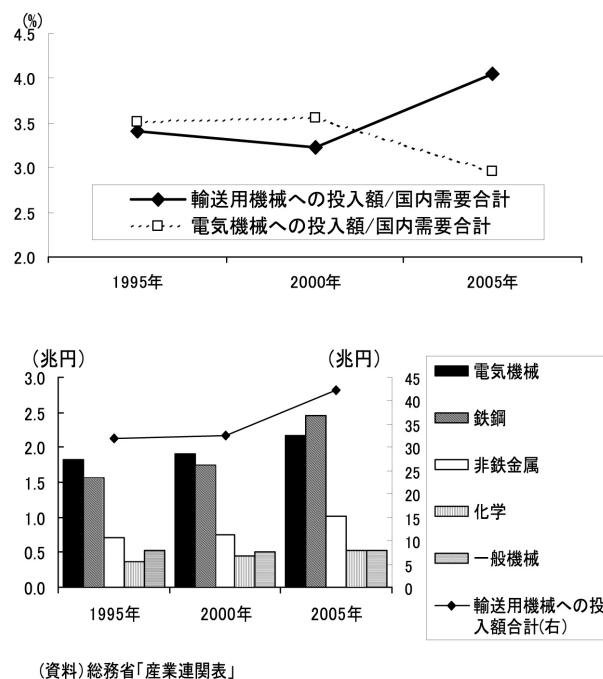 (%)
4.5
4.0
3.5
3.0
2.5
2.0
輸送用機械への投入額/国内需要合計
電気機械への投入額/国内需要合計
1995年 2000年 2005年
(兆円) (兆円)
3.0
2.5
2.0
1.5
1.0
0.5
0.0
45
40
35
30
25
20
15
10
5
0
1995年 2000年 2005年
電気機械
鉄鋼
非鉄金属
化学
一般機械
輸送用機械への投
入額合計(右)
(資料)総務省「産業連関表」